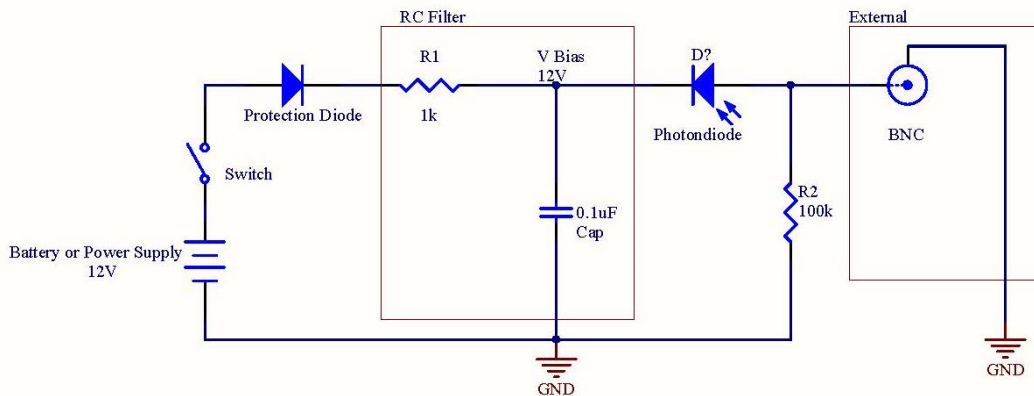 RC Filter
External
R1
V Bias
12V
D?
Protection Diode
1k
Photondiode
BNC
Switch
R2
100k
0.1uF
Cap
Battery or Power Supply
12V
GND
GND